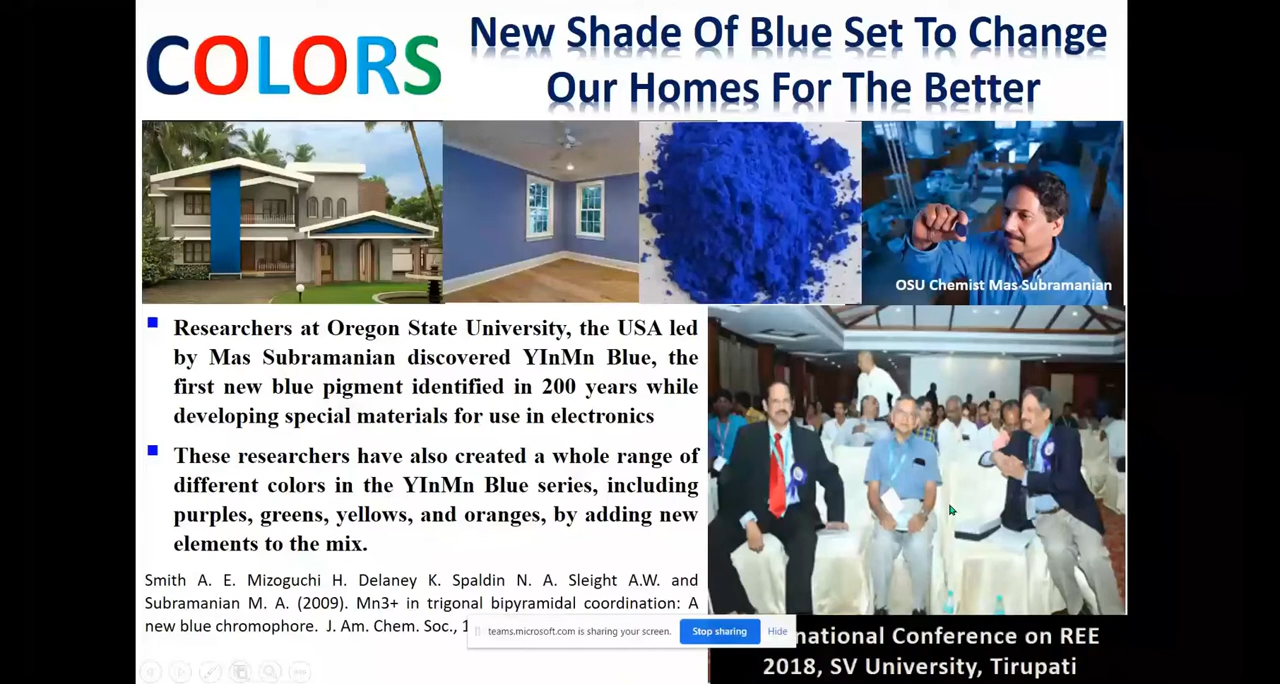 COLORS
New Shade Of Blue Set To Change
Our Homes For The Better
OSU Chemist Mas Subramanian
Researchers at Oregon State University, the USA led
by Mas Subramanian discovered YInMn Blue, the
first new blue pigment identified in 200 years while
developing special materials for use in electronics
These researchers have also created a whole range of
different colors in the YInMn Blue series, including
purples, greens, yellows, and oranges, by adding new
elements to the mix.
Smith A. E. Mizoguchi H. Delaney K. Spaldin N. A. Sleight A.W. and
Subramanian M. A. (2009). Mn3+ in trigonal bipyramidal coordination: A
new blue chromophore. J. Am. Chem. Soc., 1
teams.microsoft.com is sharing your screen.
Stop sharing
Hide
national Conference on REE
2018, SV University, Tirupati